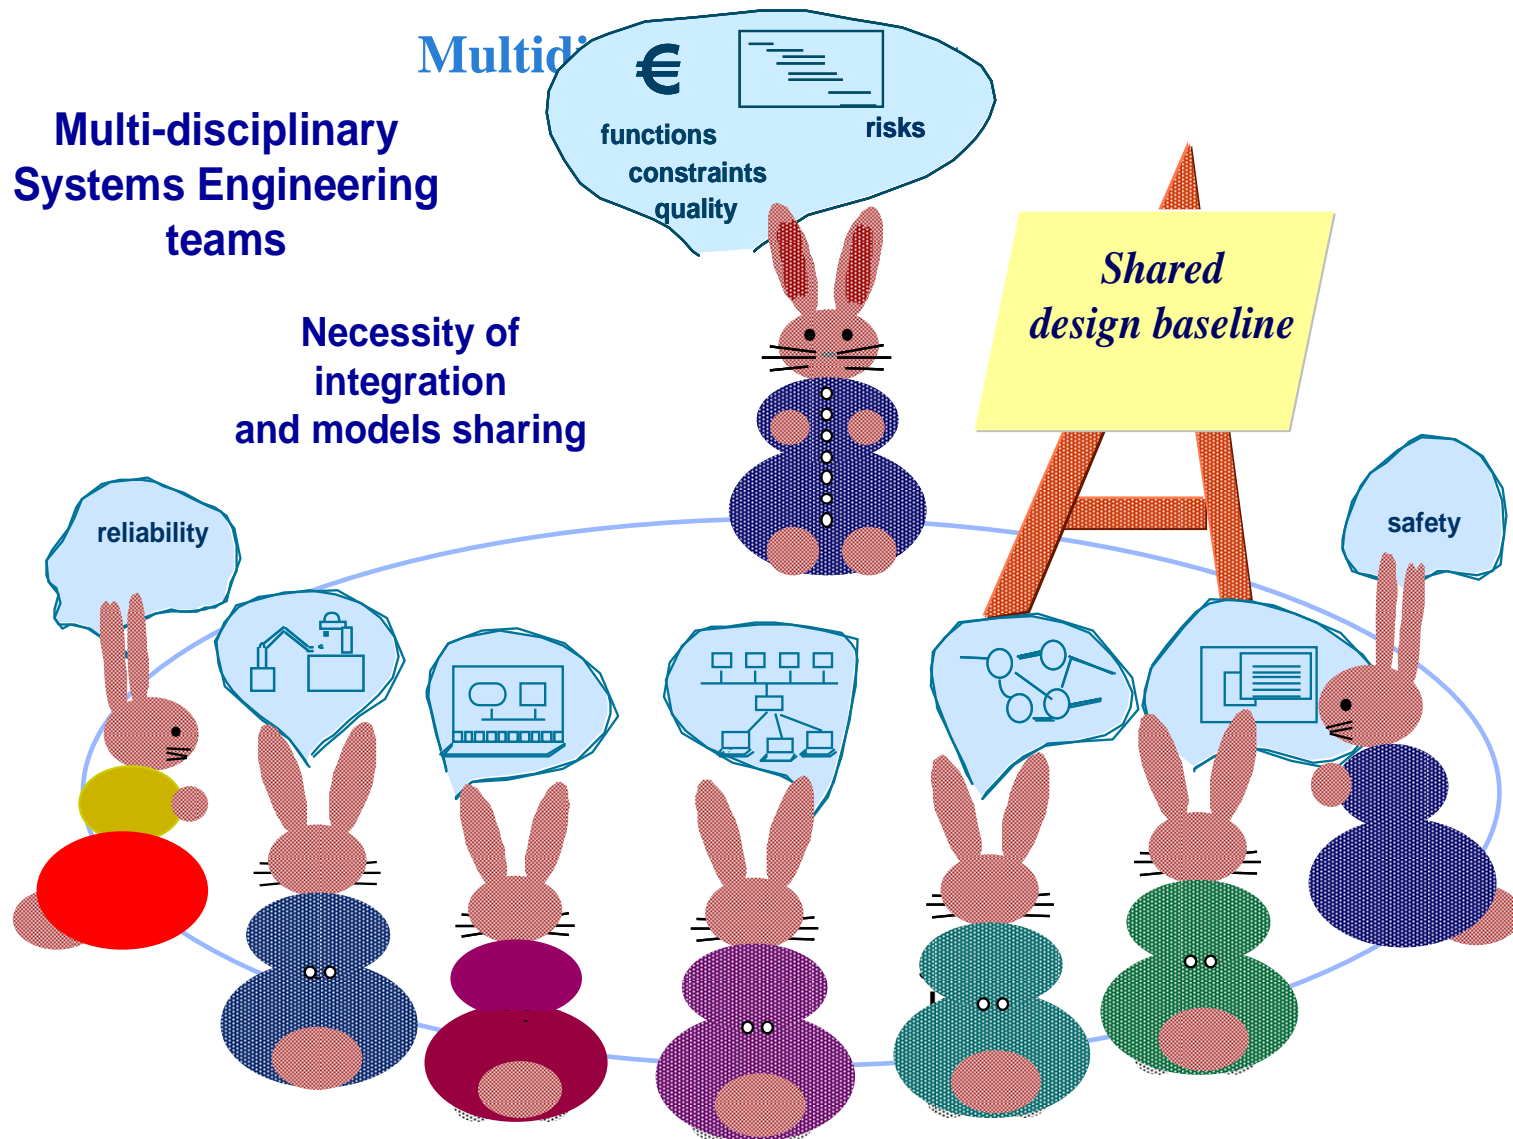 Multi-disciplinary
Systems Engineering
teams
€
functions
risks
constraints
quality
Necessity of
integration
and models sharing
Shared
design baseline
reliability
safety